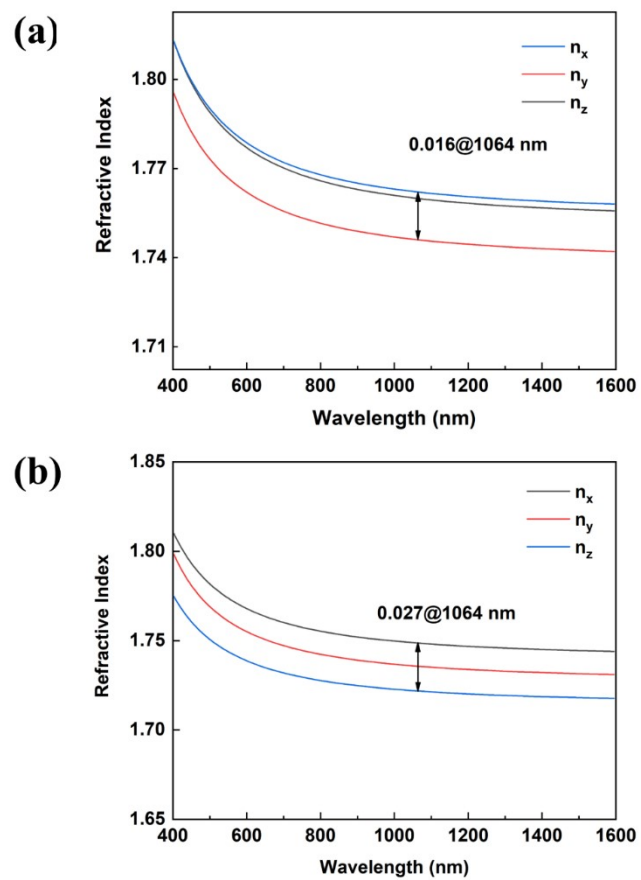 (a)
1.80
1.77
1.74
1.71
Refractive Index
n_x
n_y
n_z
0.016@1064 nm
400 600 800 1000 1200 1400 1600
Wavelength (nm)
(b)
1.85
1.80
1.75
1.70
1.65
Refractive Index
n_x
n_y
n_z
0.027@1064 nm
400 600 800 1000 1200 1400 1600
Wavelength (nm)